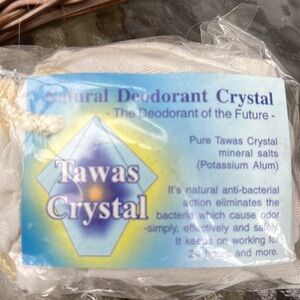 Natural Deodorant Crystal
- The Deodorant of the Future -
Pure Tawas Crystal
mineral salts
(Potassium Alum)
Tawas
Crystal
It's natural anti-bacterial
action eliminates the
bacteria which cause odor
-simply, effectively and safely.
It keeps on working for
24 hours and more.